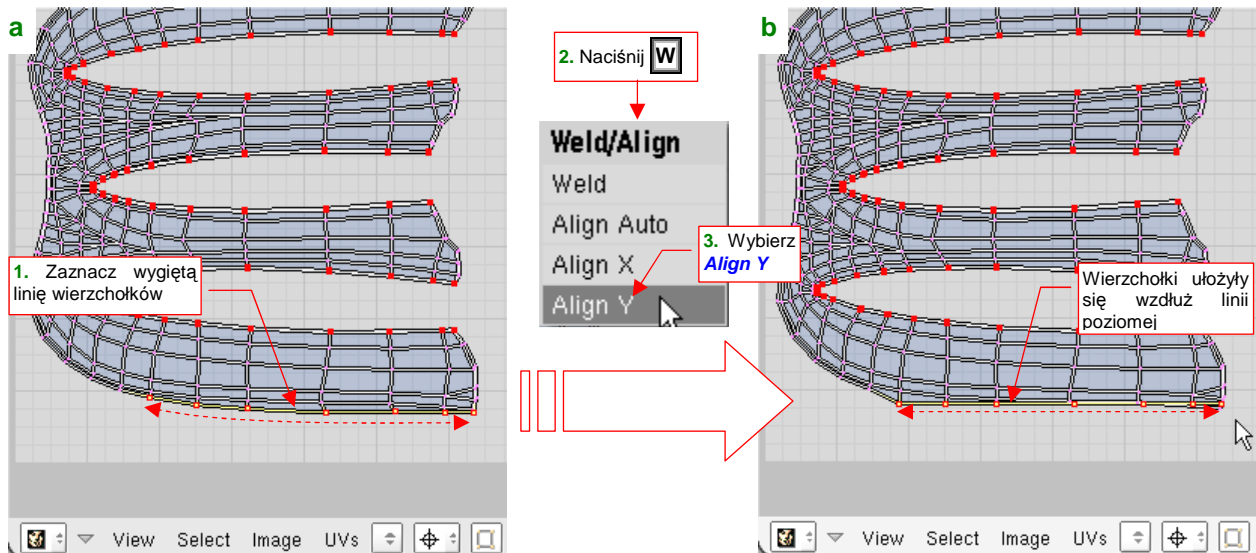 a
1. Zaznacz wygiętą
linię wierzchołków
View Select Image UVs
2. Naciśnij W
Weld/Align
Weld
Align Auto
Align X
Align Y
3. Wybierz
Align Y
b
Wierzchołki ułożyły
się wzdłuż linii
poziomej
View Select Image UVs